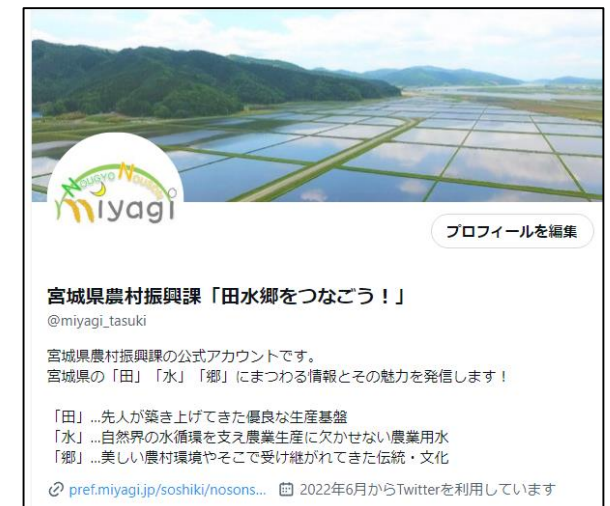 NOUGYO NOUSON
miyagi
プロフィールを編集
宮城県農村振興課「田水郷をつなごう！」
@miyagi_tasuki
宮城県農村振興課の公式アカウントです。
宮城県の「田」「水」「郷」にまつわる情報とその魅力を発信します！
「田」…先人が築き上げてきた優良な生産基盤
「水」…自然界の水循環を支え農業生産に欠かせない農業用水
「郷」…美しい農村環境やそこで受け継がれてきた伝統・文化
pref.miyagi.jp/soshiki/nosons... 2022年6月からTwitterを利用しています